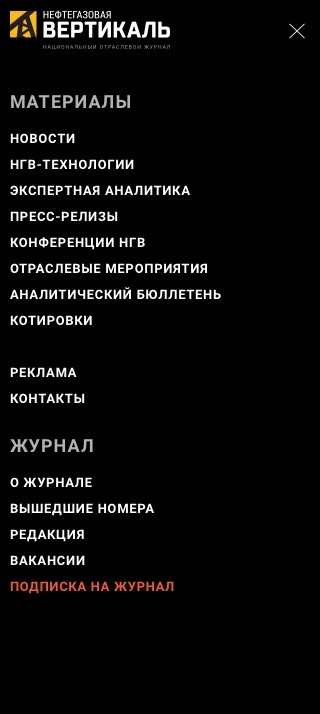 НЕФТЕГАЗОВАЯ
ВЕРТИКАЛЬ
НАЦИОНАЛЬНЫЙ ОТРАСЛЕВОЙ ЖУРНАЛ
МАТЕРИАЛЫ
НОВОСТИ
НГВ-ТЕХНОЛОГИИ
ЭКСПЕРТНАЯ АНАЛИТИКА
ПРЕСС-РЕЛИЗЫ
КОНФЕРЕНЦИИ НГВ
ОТРАСЛЕВЫЕ МЕРОПРИЯТИЯ
АНАЛИТИЧЕСКИЙ БЮЛЛЕТЕНЬ
КОТИРОВКИ
РЕКЛАМА
КОНТАКТЫ
ЖУРНАЛ
О ЖУРНАЛЕ
ВЫШЕДШИЕ НОМЕРА
РЕДАКЦИЯ
ВАКАНСИИ
ПОДПИСКА НА ЖУРНАЛ